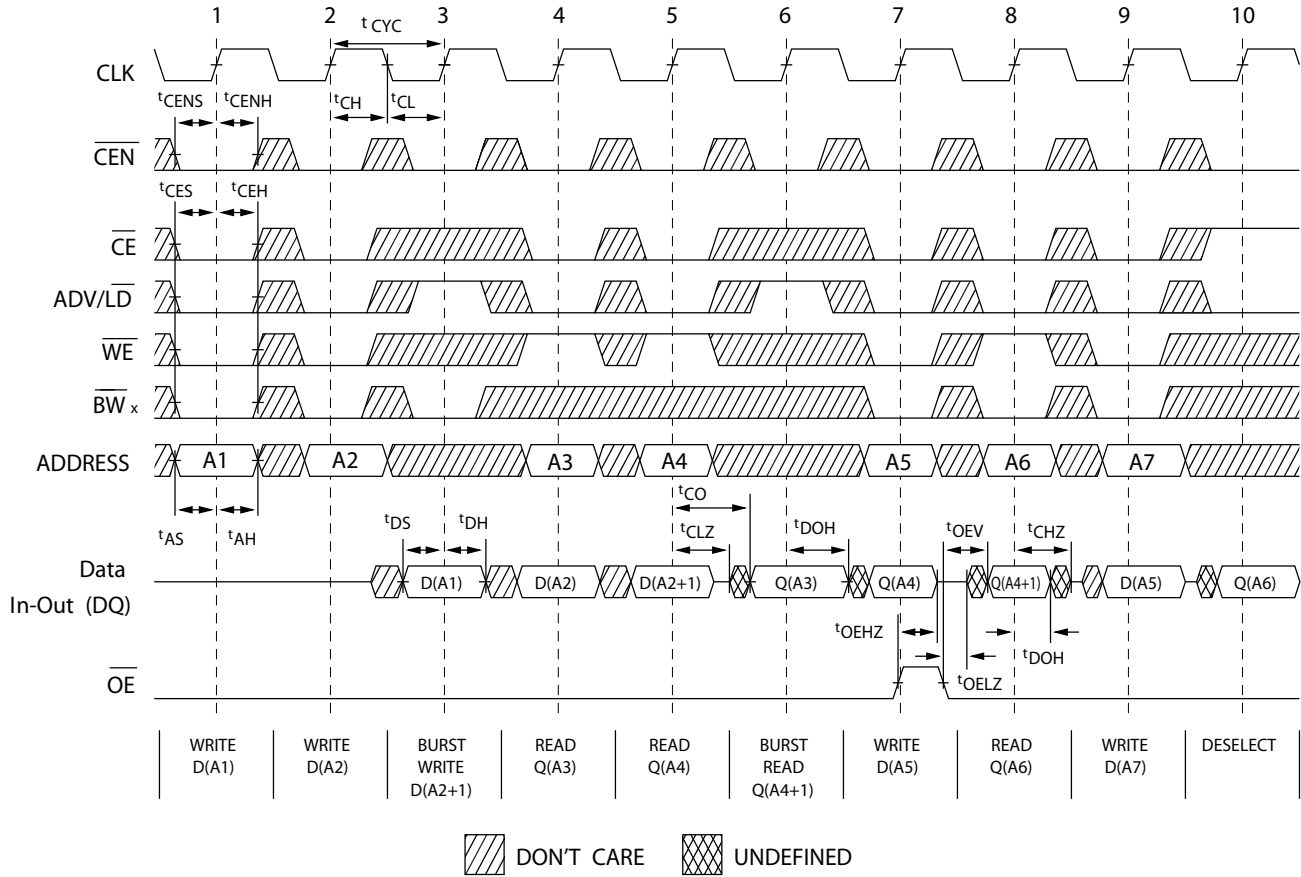 1 2 3 4 5 6 7 8 9 10
tCYC
CLK
tCENS tCENH tCH tCL
CEN
tCES tCEH
CE
ADV/LD
WE
BW x
ADDRESS A1 A2 A3 A4 A5 A6 A7
tCO
tAS tAH tDS tDH tCLZ tDOH tOEV tCHZ
Data
In-Out (DQ)
D(A1) D(A2) D(A2+1) Q(A3) Q(A4) Q(A4+1) D(A5) Q(A6)
tOEHZ tDOH
tOELZ
OE
WRITE
D(A1)
WRITE
D(A2)
BURST
WRITE
D(A2+1)
READ
Q(A3)
READ
Q(A4)
BURST
READ
Q(A4+1)
WRITE
D(A5)
READ
Q(A6)
WRITE
D(A7)
DESELECT
DON'T CARE UNDEFINED